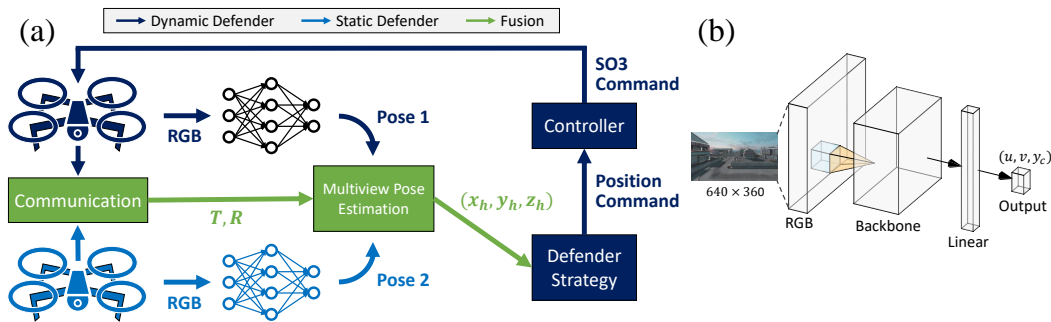 Dynamic Defender
Static Defender
Fusion
(a)
RGB
Pose 1
SO3
Command
Controller
Communication
T, R
Multiview Pose
Estimation
(x_h, y_h, z_h)
Position
Command
RGB
Pose 2
Defender
Strategy
(b)
640 × 360
RGB
Backbone
Linear
(u, v, y_c)
Output